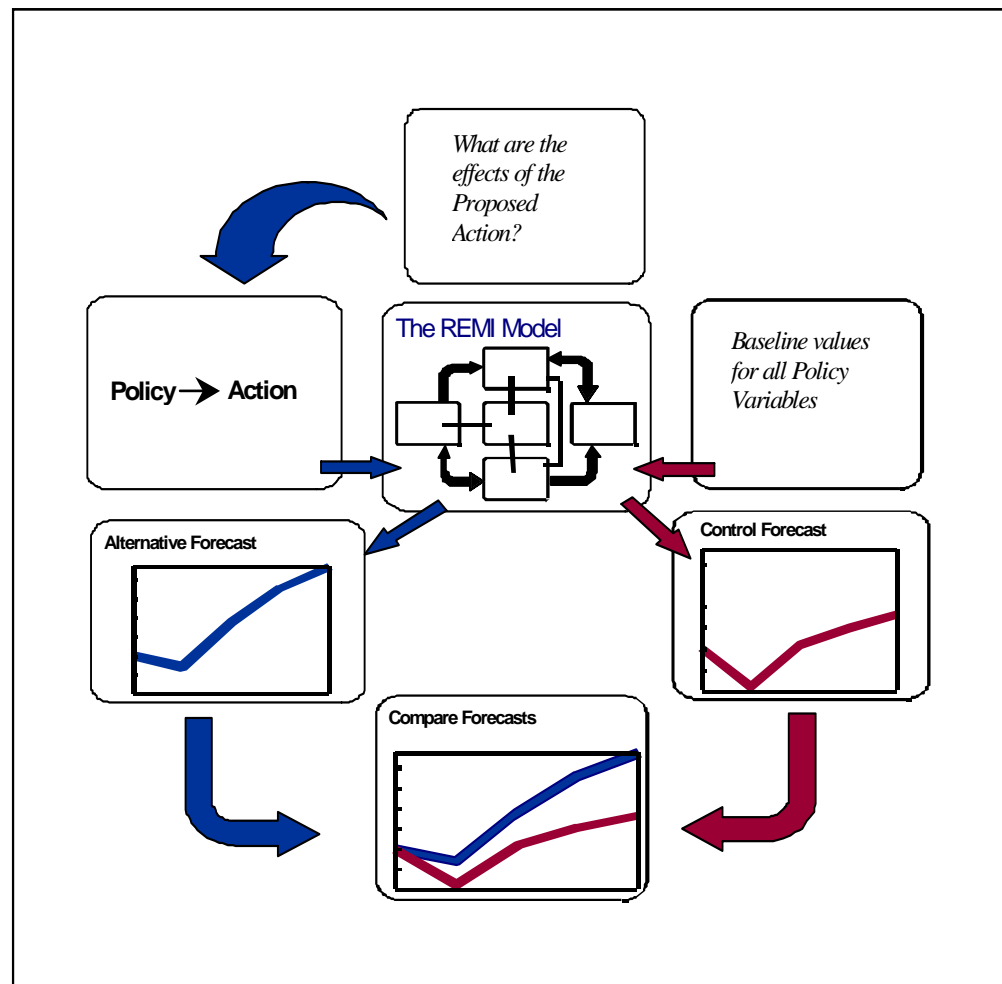 What are the
effects of the
Proposed
Action?
The REMI Model
Policy → Action
Baseline values
for all Policy
Variables
Alternative Forecast
Control Forecast
Compare Forecasts